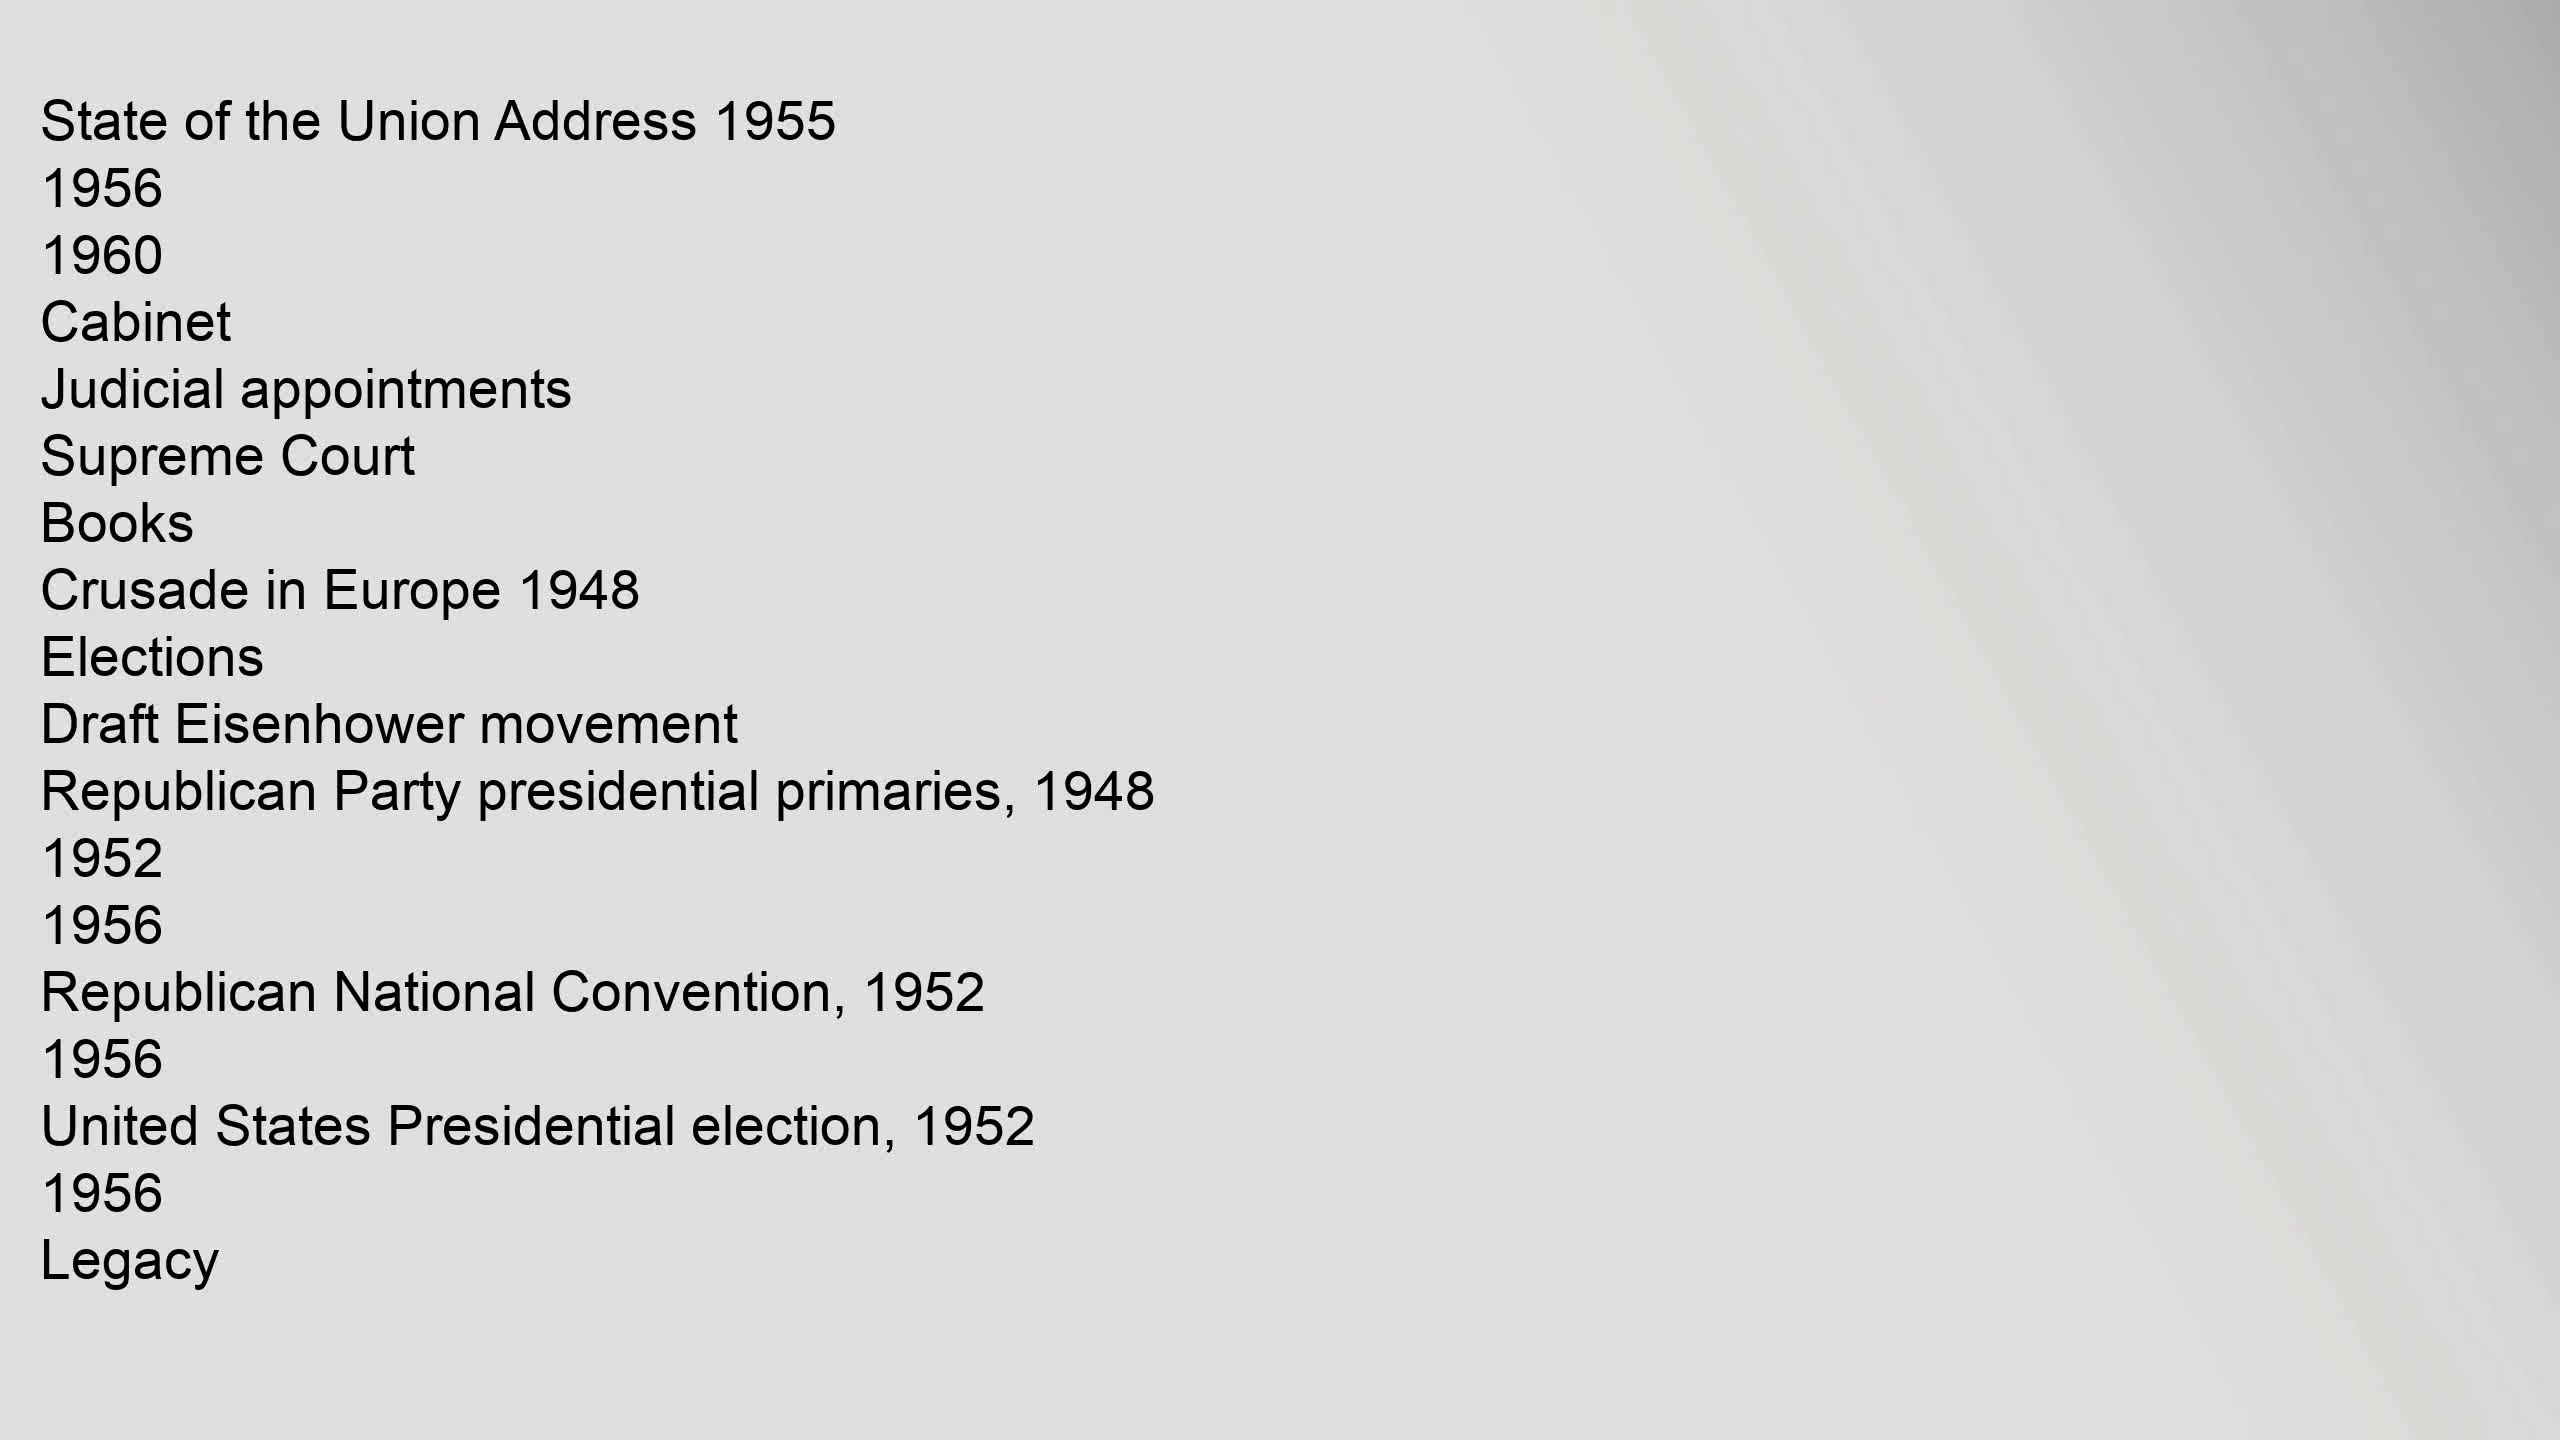 State of the Union Address 1955
1956
1960
Cabinet
Judicial appointments
Supreme Court
Books
Crusade in Europe 1948
Elections
Draft Eisenhower movement
Republican Party presidential primaries, 1948
1952
1956
Republican National Convention, 1952
1956
United States Presidential election, 1952
1956
Legacy